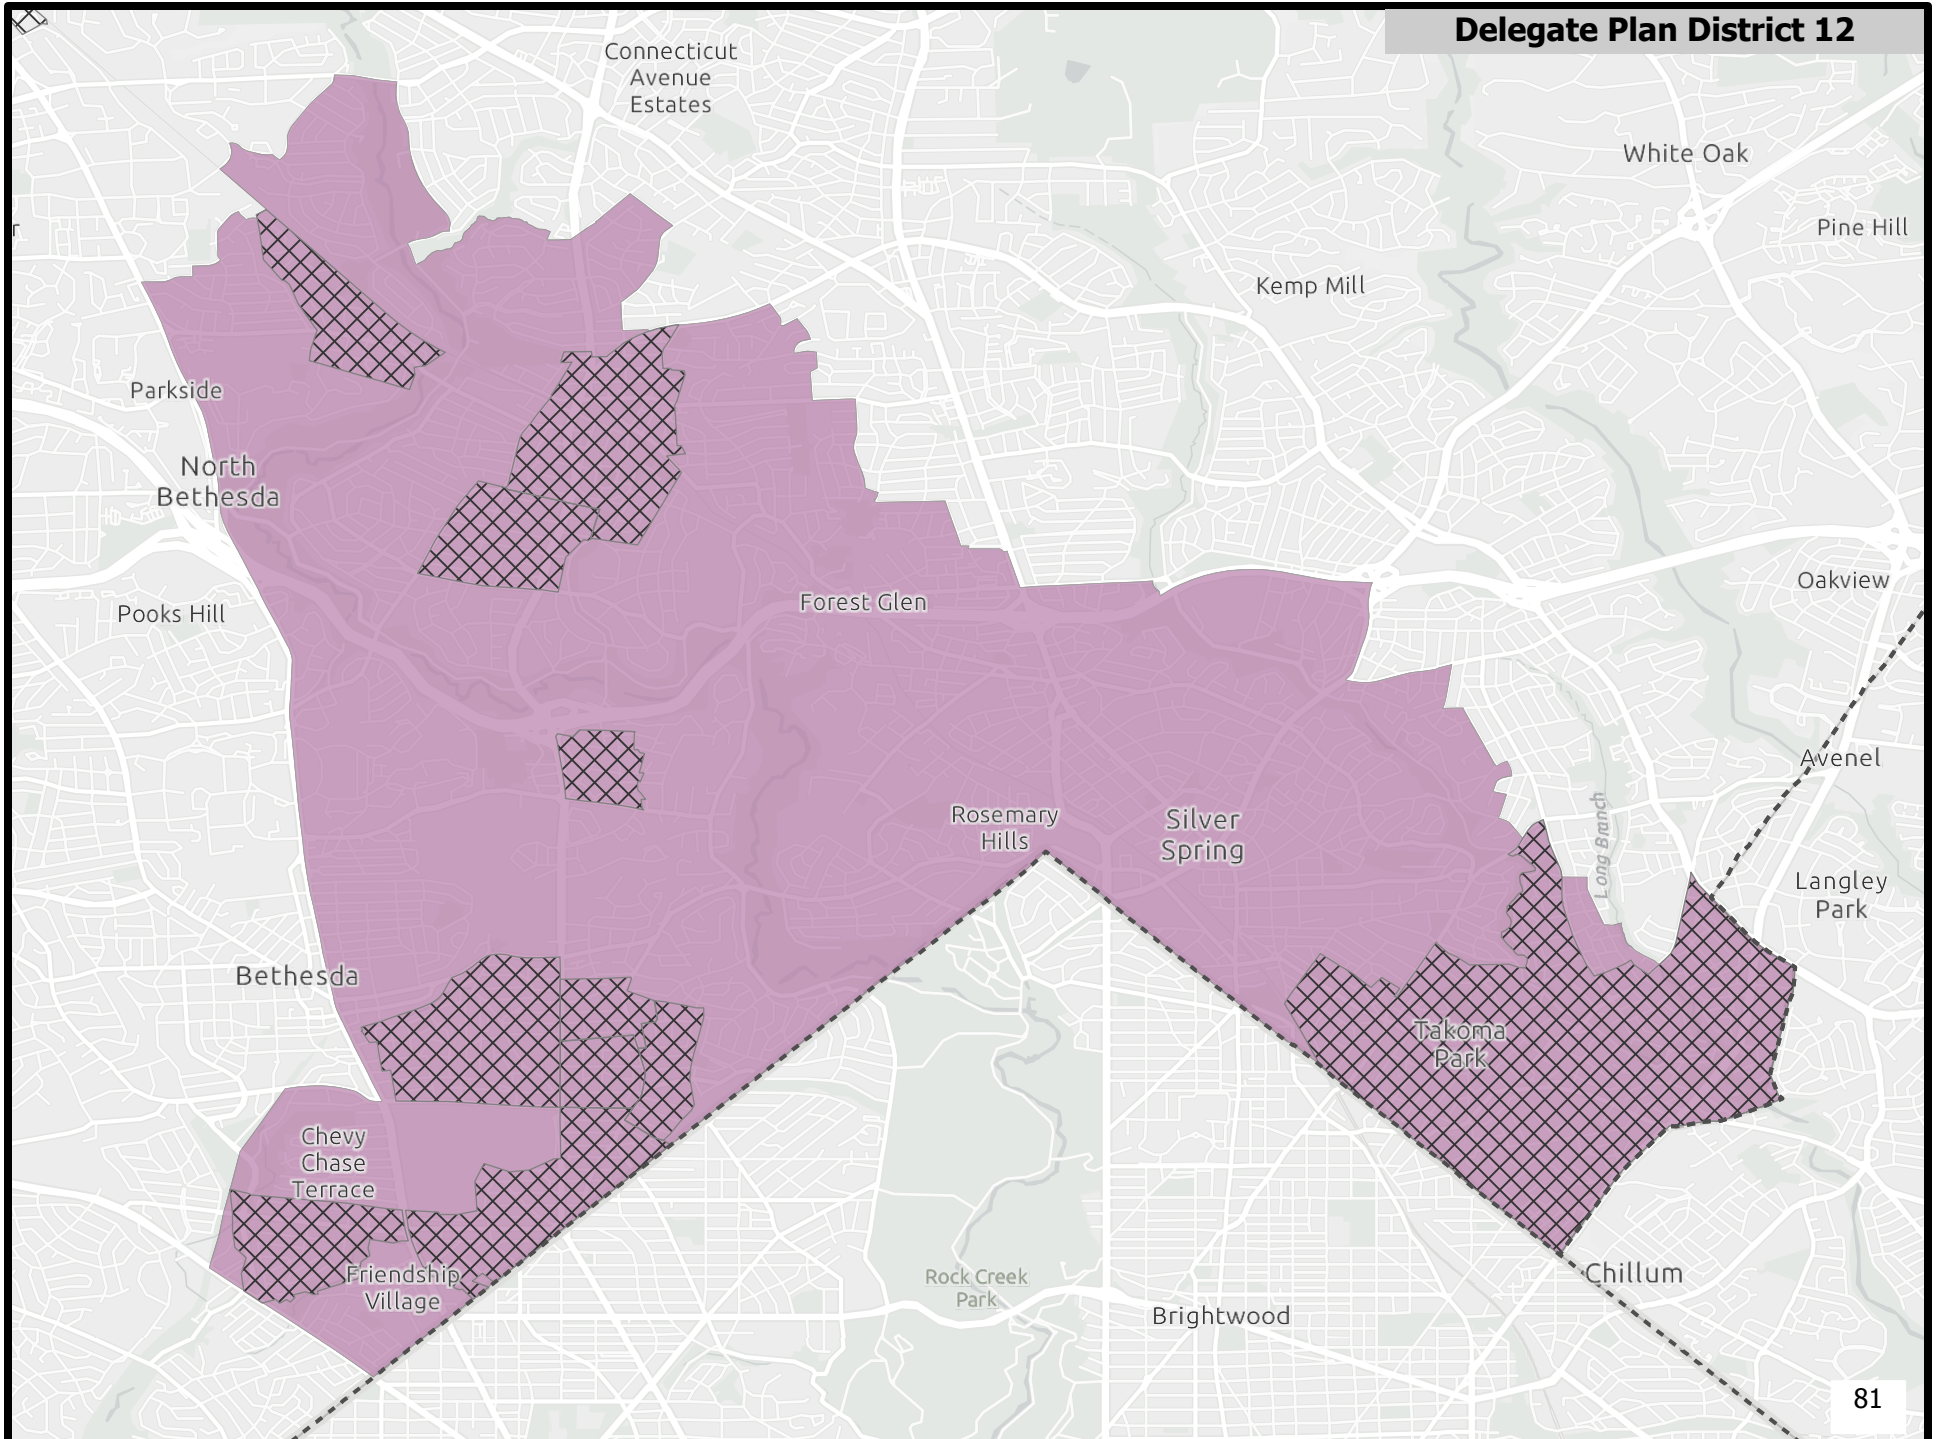 Delegate Plan District 12
Connecticut
Avenue
Estates
White Oak
Pine Hill
r
Kemp Mill
Parkside
North
Bethesda
Oakview
Forest Glen
Pooks Hill
Avenel
Long Branch
Rosemary
Hills
Silver
Spring
Langley
Park
Bethesda
Takoma
Park
Chevy
Chase
Terrace
Friendship
Village
Rock Creek
Park
Chillum
Brightwood
81